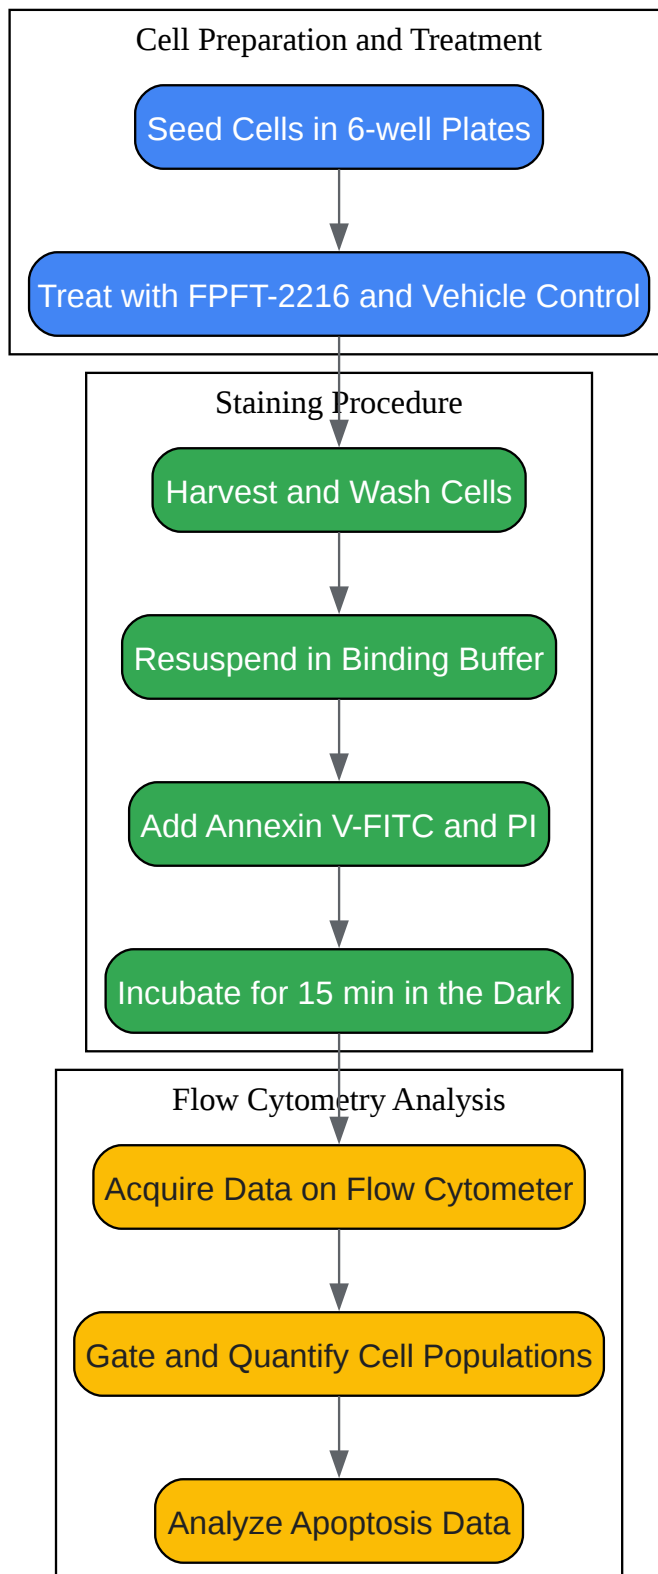 Cell Preparation and Treatment
Seed Cells in 6-well Plates
Treat with FPFT-2216 and Vehicle Control
Staining Procedure
Harvest and Wash Cells
Resuspend in Binding Buffer
Add Annexin V-FITC and PI
Incubate for 15 min in the Dark
Flow Cytometry Analysis
Acquire Data on Flow Cytometer
Gate and Quantify Cell Populations
Analyze Apoptosis Data